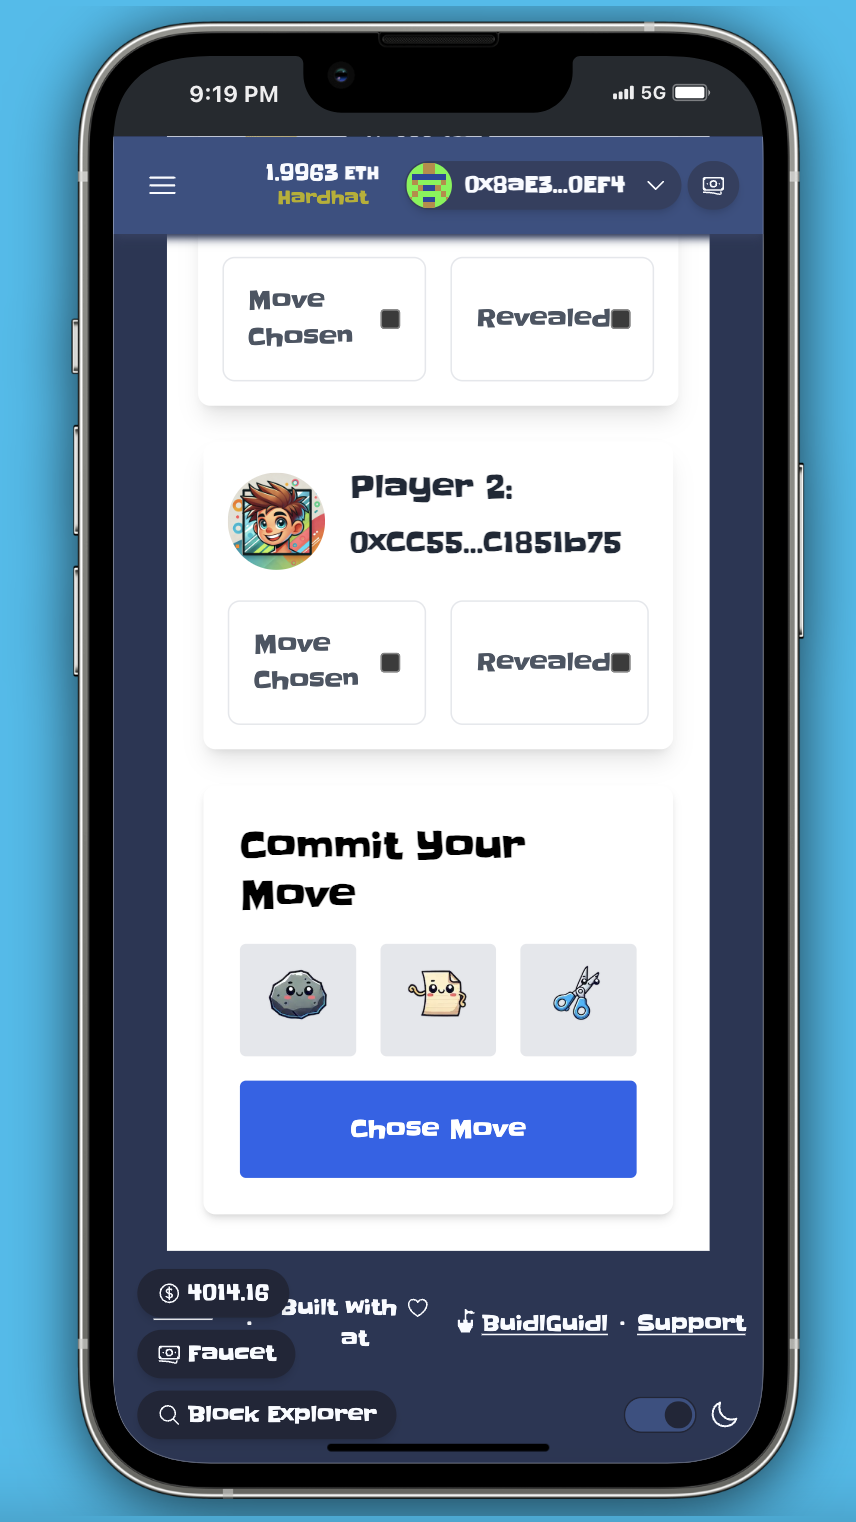 9:19 PM
5G
1.9963 ETH
Hardhat
0x8aE3...0EF4
Move
Chosen
Revealed
Player 2:
0xCC55...C1851b75
Move
Chosen
Revealed
Commit Your
Move
Chose Move
4014.16
Built with
at
BuidlGuidl · Support
Faucet
Block Explorer